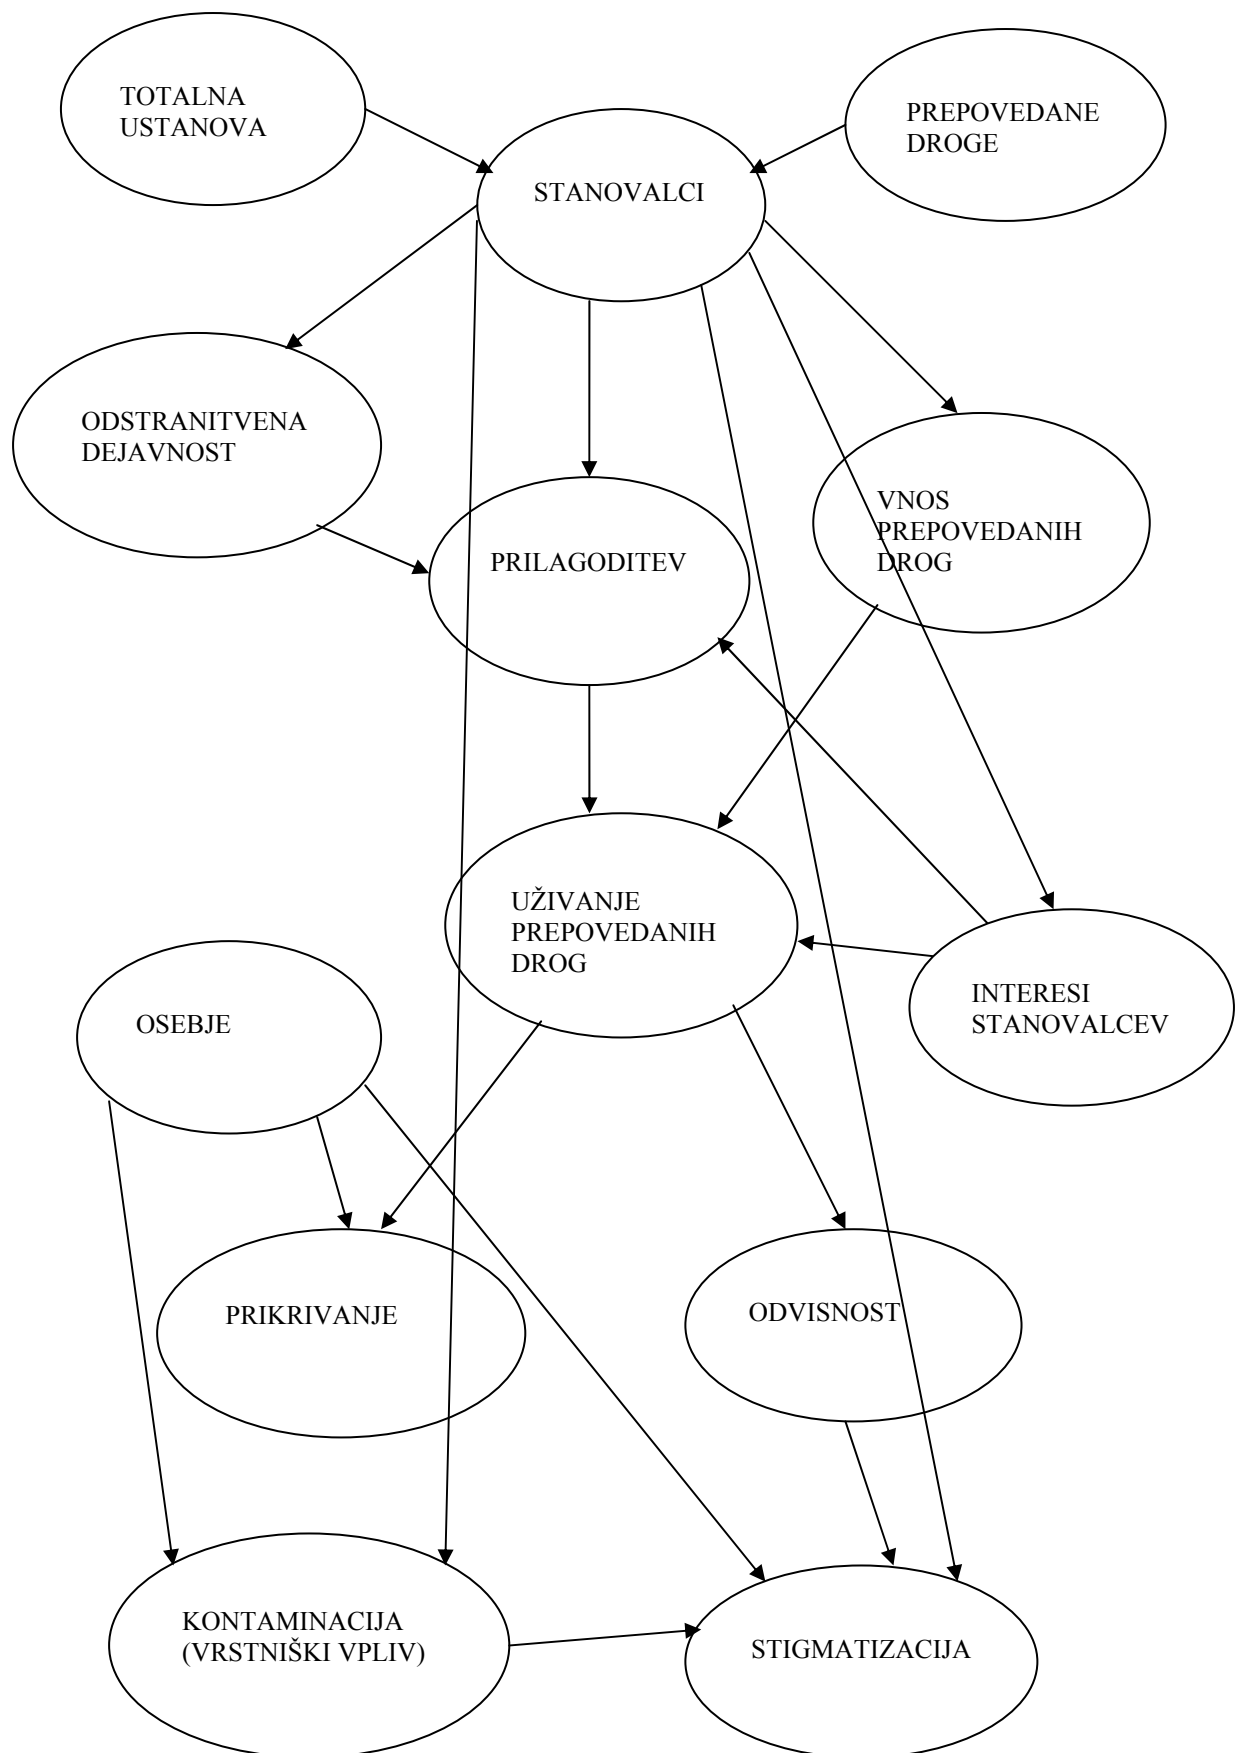 TOTALNA
USTANOVA
PREPOVEDANE
DROGE
STANOVALCI
ODSTRANITVENA
DEJAVNOST
VNOS
PREPOVEDANIH
DROG
PRILAGODITEV
UŽIVANJE
PREPOVEDANIH
DROG
INTERESI
STANOVALCEV
OSEBJE
PRIKRIVANJE
ODVISNOST
KONTAMINACIJA
(VRSTNIŠKI VPLIV)
STIGMATIZACIJA